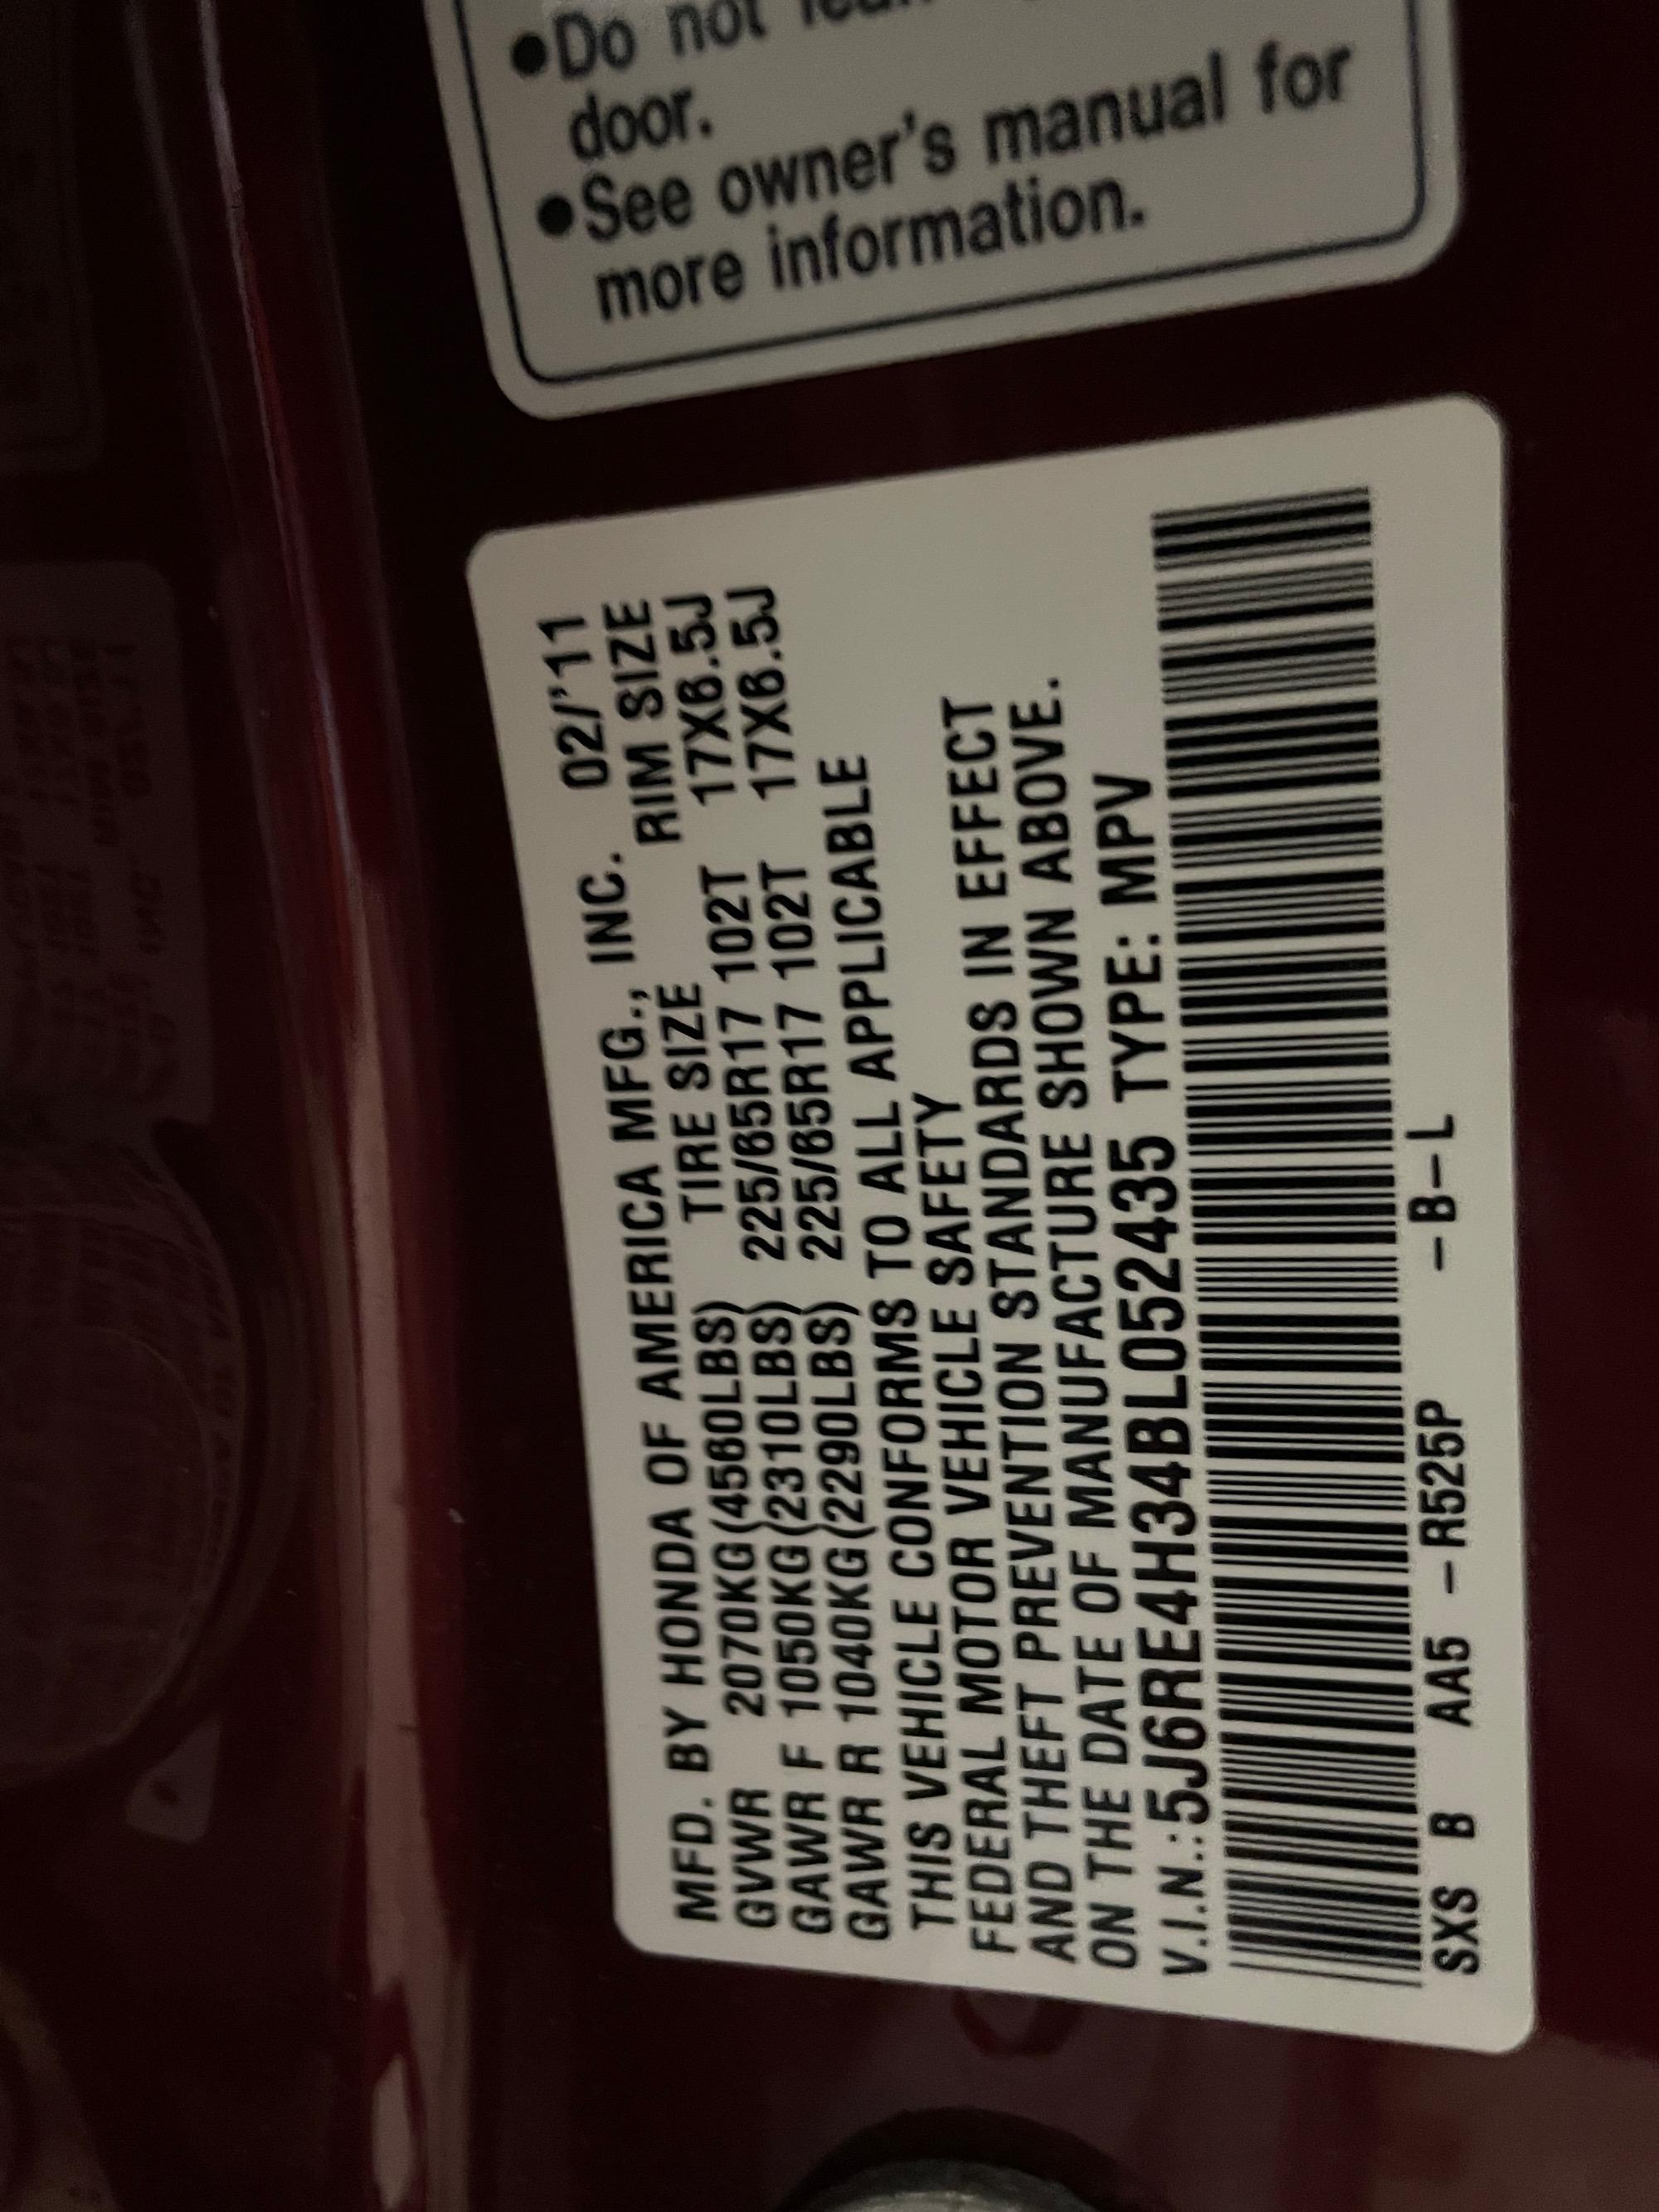 ●Do not
door.
●See owner's manual for
more information.
MFD. BY HONDA OF AMERICA MFG., INC. 02/'11
TIRE SIZE RIM SIZE
GVWR 2070KG(4560LBS) 225/65R17 102T 17X6.5J
GAWR F 1050KG(2310LBS) 225/65R17 102T 17X6.5J
GAWR R 1040KG(2290LBS)
THIS VEHICLE CONFORMS TO ALL APPLICABLE
FEDERAL MOTOR VEHICLE SAFETY
AND THEFT PREVENTION STANDARDS IN EFFECT
ON THE DATE OF MANUFACTURE SHOWN ABOVE.
V.I.N.:5J6RE4H34BL052435 TYPE: MPV
SXS B AA5 -R525P -B-L